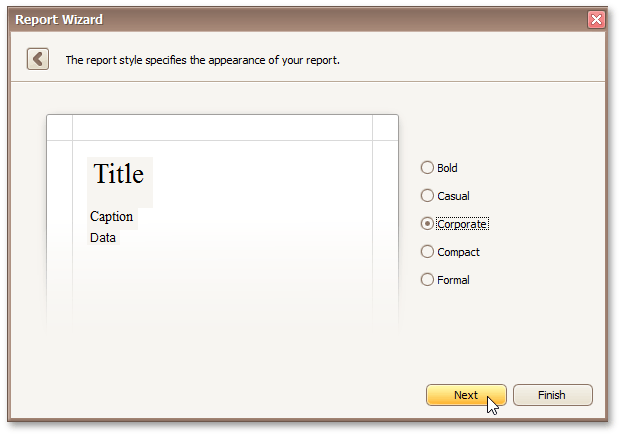 Report Wizard
The report style specifies the appearance of your report.
Title
Caption
Data
Bold
Casual
Corporate
Compact
Formal
Next
Finish